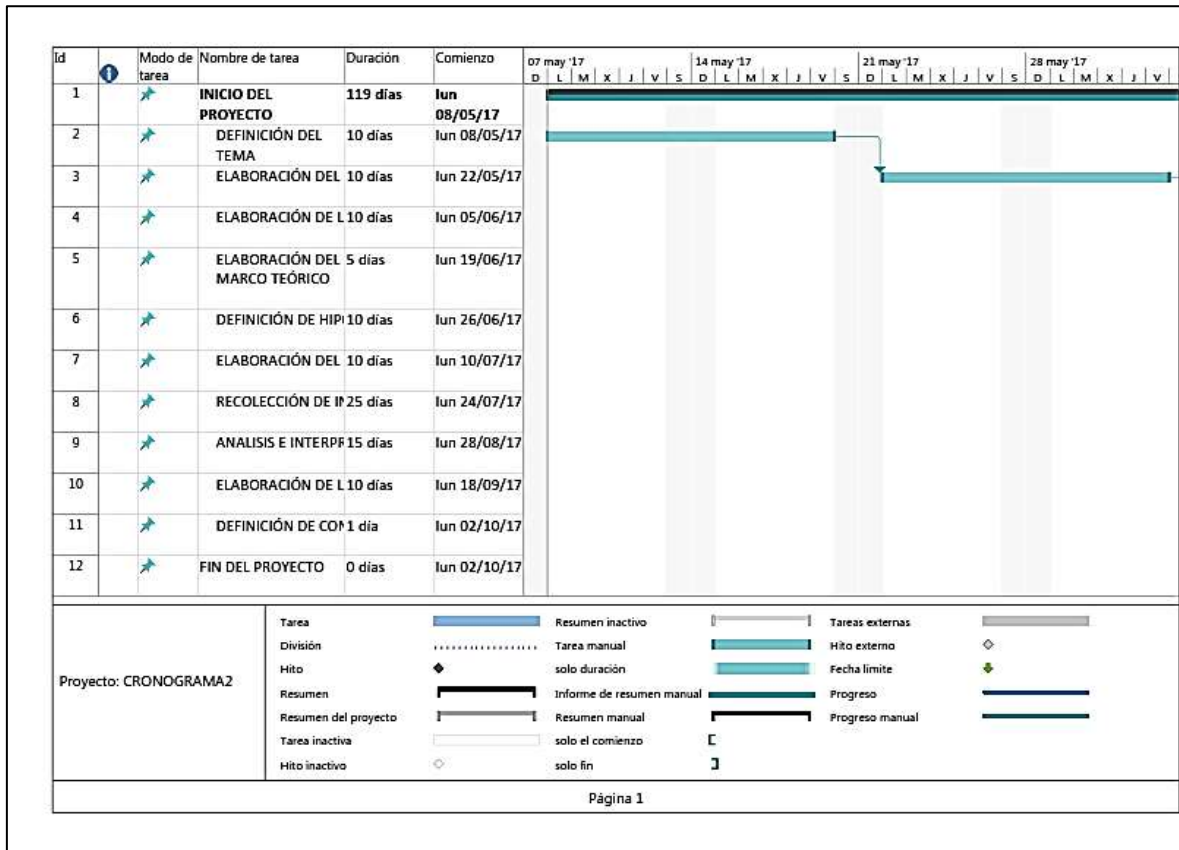 Id Modo de tarea Nombre de tarea Duración Comienzo
07 may '17 14 may '17 21 may '17 28 may '17
D L M X J V S D L M X J V S D L M X J V S D L M X J V
1 INICIO DEL PROYECTO 119 días lun 08/05/17
2 DEFINICIÓN DEL TEMA 10 días lun 08/05/17
3 ELABORACIÓN DEL 10 días lun 22/05/17
4 ELABORACIÓN DE L 10 días lun 05/06/17
5 ELABORACIÓN DEL MARCO TEÓRICO 5 días lun 19/06/17
6 DEFINICIÓN DE HIP 10 días lun 26/06/17
7 ELABORACIÓN DEL 10 días lun 10/07/17
8 RECOLECCIÓN DE IN 25 días lun 24/07/17
9 ANALISIS E INTERPR 15 días lun 28/08/17
10 ELABORACIÓN DE L 10 días lun 18/09/17
11 DEFINICIÓN DE CON 1 día lun 02/10/17
12 FIN DEL PROYECTO 0 días lun 02/10/17
Proyecto: CRONOGRAMA2
Tarea Resumen inactivo Tareas externas
División Tarea manual Hito externo
Hito solo duración Fecha límite
Resumen Informe de resumen manual Progreso
Resumen del proyecto Resumen manual Progreso manual
Tarea inactiva solo el comienzo
Hito inactivo solo fin
Página 1